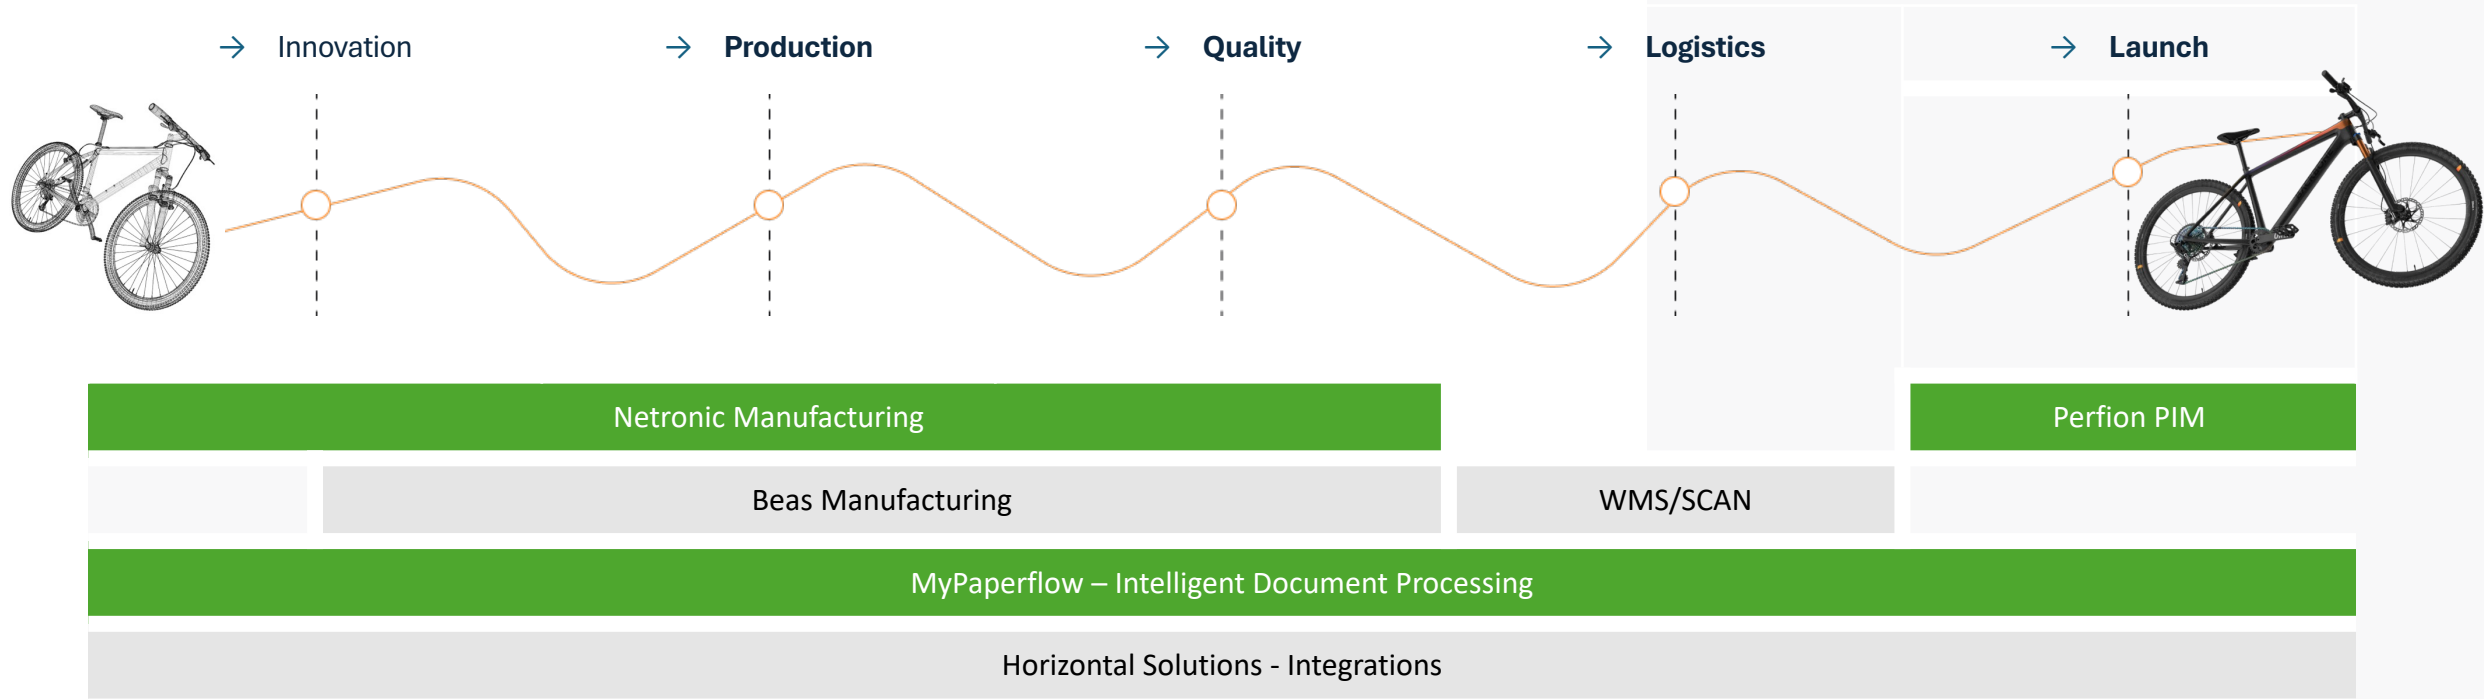 → Innovation
→ Production
→ Quality
→ Logistics
→ Launch
Netronic Manufacturing
Perfion PIM
Beas Manufacturing
WMS/SCAN
MyPaperflow – Intelligent Document Processing
Horizontal Solutions - Integrations